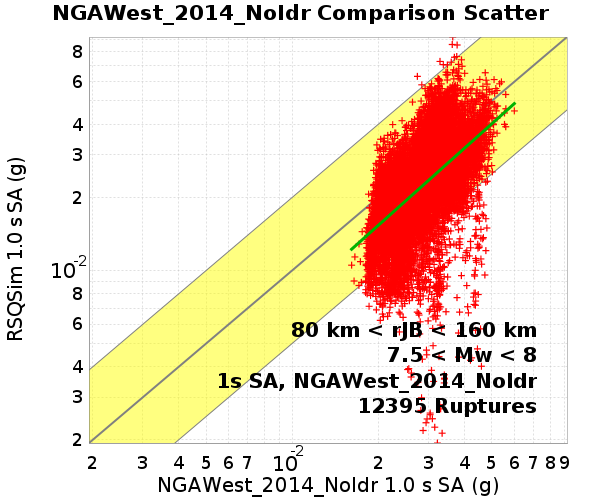 NGAWest_2014_NoIdr Comparison Scatter
RSQSim 1.0 s SA (g)
8
6
4
3
2
10-2
8
6
4
3
2
80 km < rJB < 160 km
7.5 < Mw < 8
1s SA, NGAWest_2014_NoIdr
12395 Ruptures
2 3 4 5 6 7 10-2 2 3 4 5 6 7 8 9
NGAWest_2014_NoIdr 1.0 s SA (g)